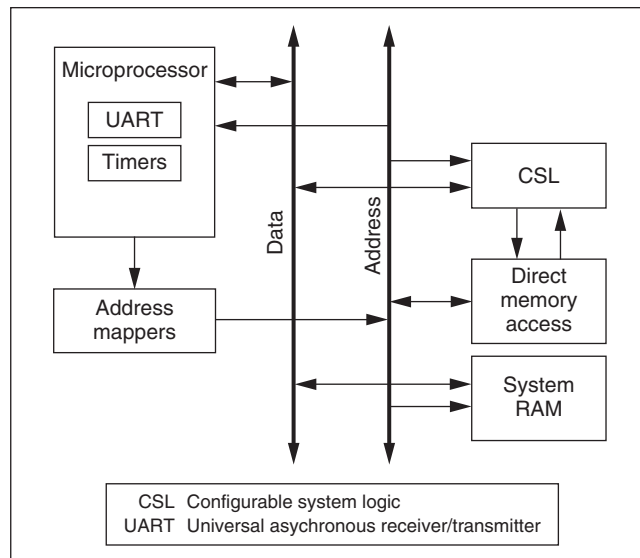 Microprocessor
UART
Timers
Address
mappers
Data
Address
CSL
Direct
memory
access
System
RAM
CSL Configurable system logic
UART Universal asychronous receiver/transmitter